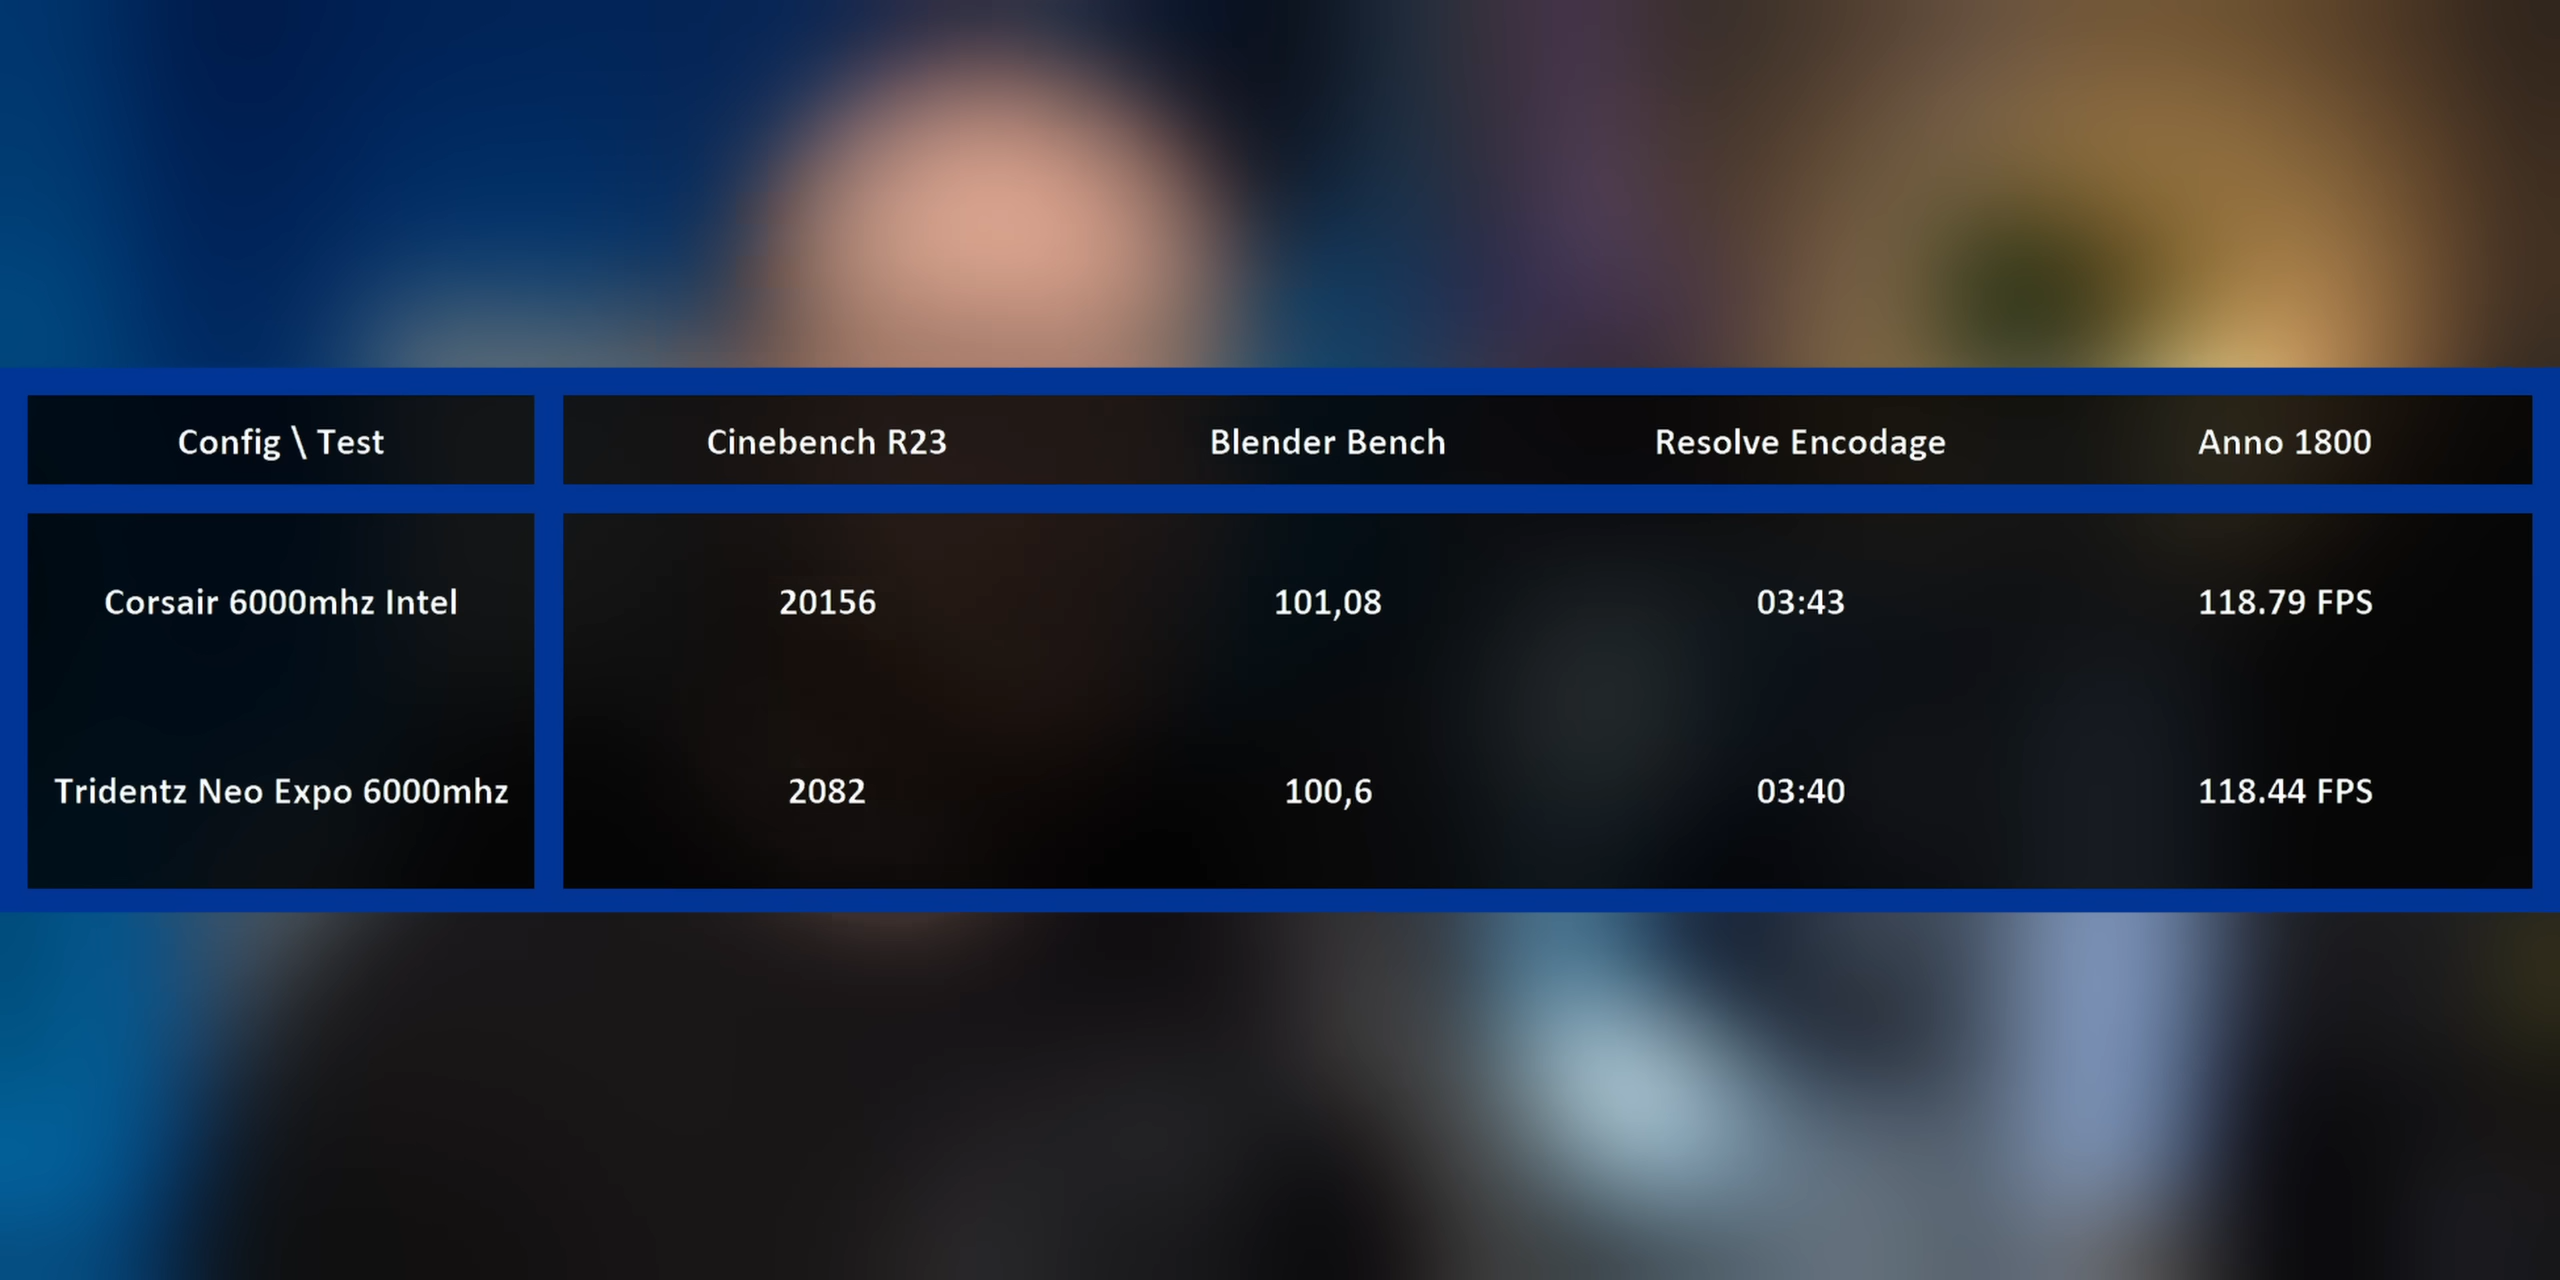 Config \ Test Cinebench R23 Blender Bench Resolve Encodage Anno 1800
Corsair 6000mhz Intel 20156 101,08 03:43 118.79 FPS
Tridentz Neo Expo 6000mhz 2082 100,6 03:40 118.44 FPS